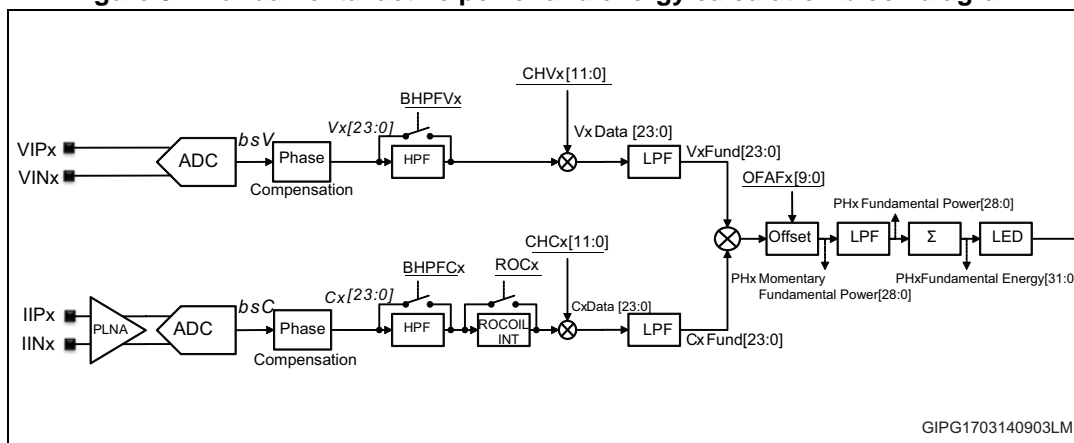 CHVx[11:0]
BHPFVx
bsV
Vx[23:0]
VxData [23:0]
VIPx
VINx
ADC
Phase
Compensation
HPF
LPF
VxFund[23:0]
OFAFx[9:0]
PHx Fundamental Power[28:0]
Offset
LPF
Σ
LED
PHx Momentary
Fundamental Power[28:0]
PHxFundamental Energy[31:0
CHCx[11:0]
BHPFCx
ROCx
bsC
Cx[23:0]
CxData [23:0]
IIPx
IINx
PLNA
ADC
Phase
Compensation
HPF
ROCOIL
INT
LPF
CxFund[23:0]
GIPG1703140903LM